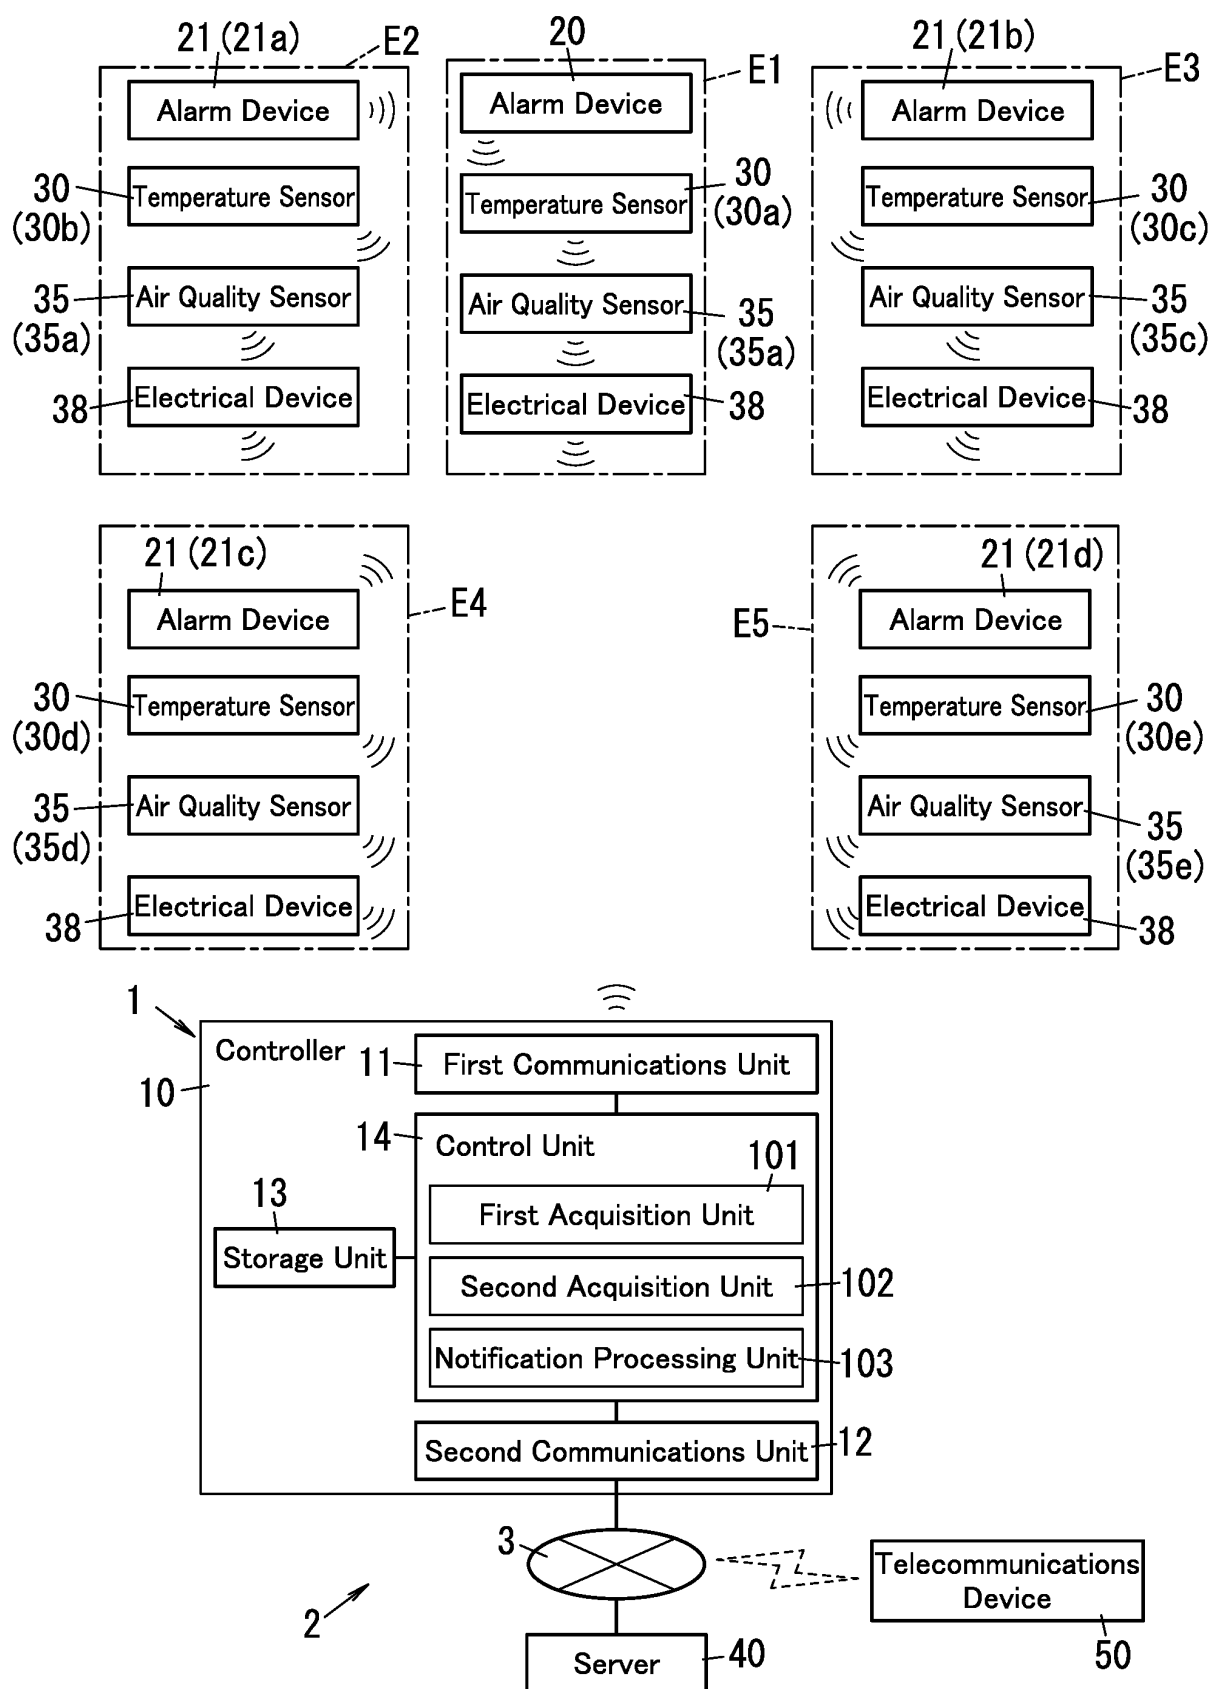 21 (21a)
E2
Alarm Device
30
(30b)
Temperature Sensor
35
(35a)
Air Quality Sensor
38
Electrical Device
20
E1
Alarm Device
30
(30a)
Temperature Sensor
35
(35a)
Air Quality Sensor
38
Electrical Device
21 (21b)
E3
Alarm Device
30
(30c)
Temperature Sensor
35
(35c)
Air Quality Sensor
38
Electrical Device
21 (21c)
E4
Alarm Device
30
(30d)
Temperature Sensor
35
(35d)
Air Quality Sensor
38
Electrical Device
21 (21d)
E5
Alarm Device
30
(30e)
Temperature Sensor
35
(35e)
Air Quality Sensor
38
Electrical Device
1
10
Controller
11
First Communications Unit
14
Control Unit
101
First Acquisition Unit
13
Storage Unit
Second Acquisition Unit
102
Notification Processing Unit
103
Second Communications Unit
12
3
2
Telecommunications
Device
50
Server
40